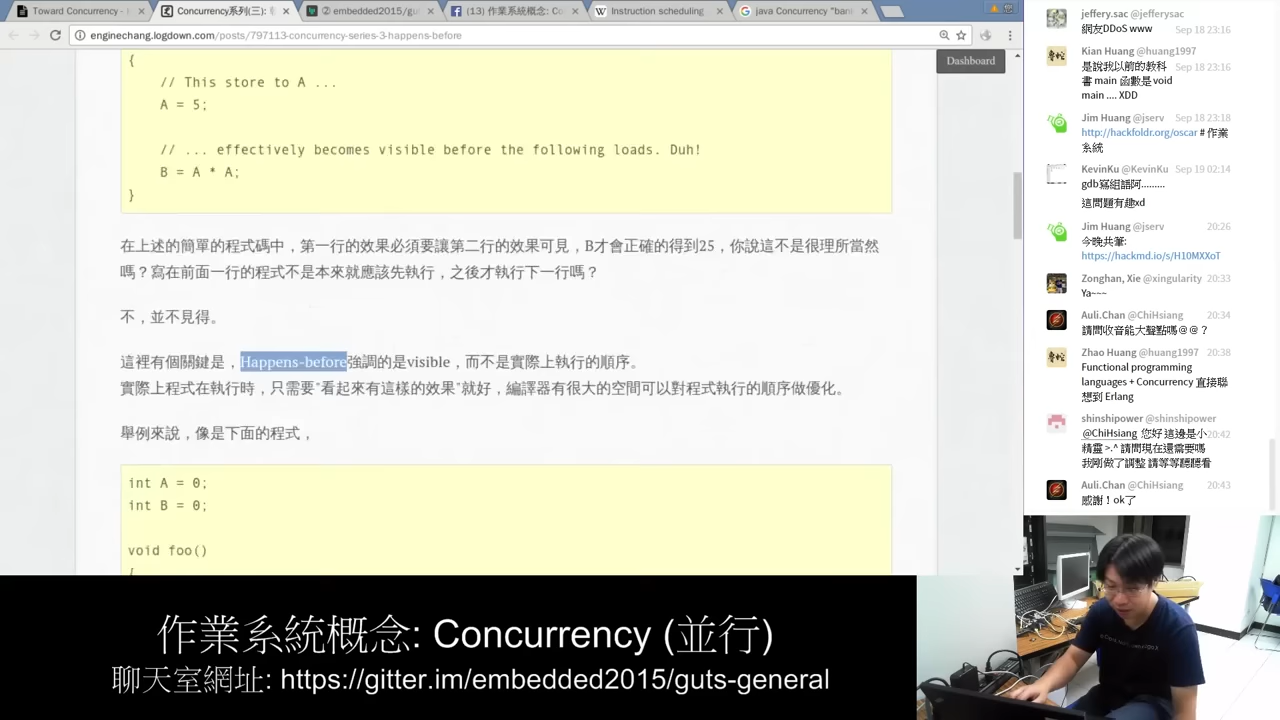 Toward Concurrency -
Concurrency系列(三):
② embedded2015/gu
(13) 作業系統概念: Co
Instruction scheduling
java Concurrency "ban
enginechang.logdown.com/posts/797113-concurrency-series-3-happens-before
Dashboard
{
// This store to A ...
A = 5;
// ... effectively becomes visible before the following loads. Duh!
B = A * A;
}
在上述的簡單的程式碼中，第一行的效果必須要讓第二行的效果可見，B才會正確的得到25，你說這不是很理所當然
嗎？寫在前面一行的程式不是本來就應該先執行，之後才執行下一行嗎？
不，並不見得。
這裡有個關鍵是，Happens-before強調的是visible，而不是實際上執行的順序。
實際上程式在執行時，只需要"看起來有這樣的效果"就好，編譯器有很大的空間可以對程式執行的順序做優化。
舉例來說，像是下面的程式，
int A = 0;
int B = 0;
void foo()
{
jeffery.sac @jefferysac
網友DDoS www Sep 18 23:16
Kian Huang @huang1997
是說我以前的教科 Sep 18 23:16
書 main 函數是 void
main .... XDD
Jim Huang @jserv Sep 18 23:18
http://hackfoldr.org/oscar # 作業
系統
KevinKu @KevinKu Sep 19 02:14
gdb寫組語阿.........
這問題有趣xd
Jim Huang @jserv 20:26
今晚共筆:
https://hackmd.io/s/H10MXXoT
Zonghan, Xie @xingularity 20:33
Ya~~~
Auli.Chan @ChiHsiang 20:34
請問收音能大聲點嗎@@？
Zhao Huang @huang1997 20:38
Functional programming
languages + Concurrency 直接聯
想到 Erlang
shinshipower @shinshipower
@ChiHsiang 您好 這邊是小 20:42
精靈 >.^ 請問現在還需要嗎
我剛做了調整 請等等聽聽看
Auli.Chan @ChiHsiang 20:43
感謝！ok了
作業系統概念: Concurrency (並行)
聊天室網址: https://gitter.im/embedded2015/guts-general